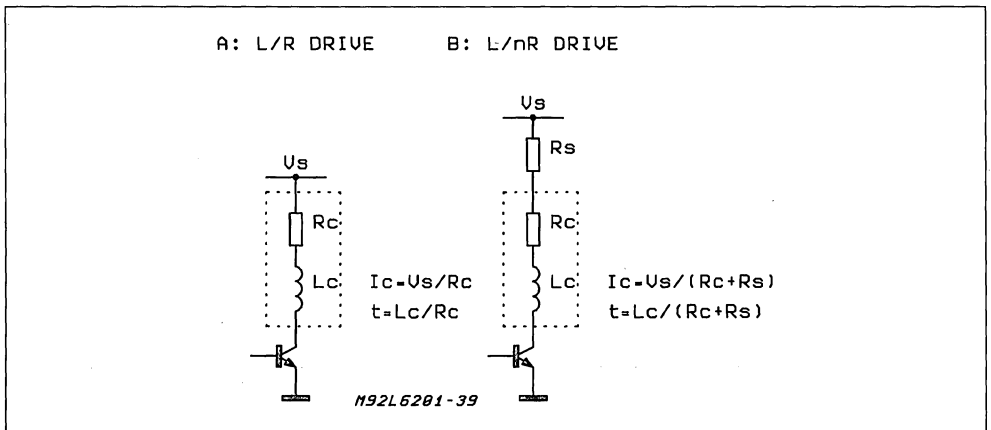 A: L/R DRIVE
B: L/nR DRIVE
Vs
Rc
Lc
Ic=Vs/Rc
t=Lc/Rc
Vs
Rs
Rc
Lc
Ic=Vs/(Rc+Rs)
t=Lc/(Rc+Rs)
M92L6201-39